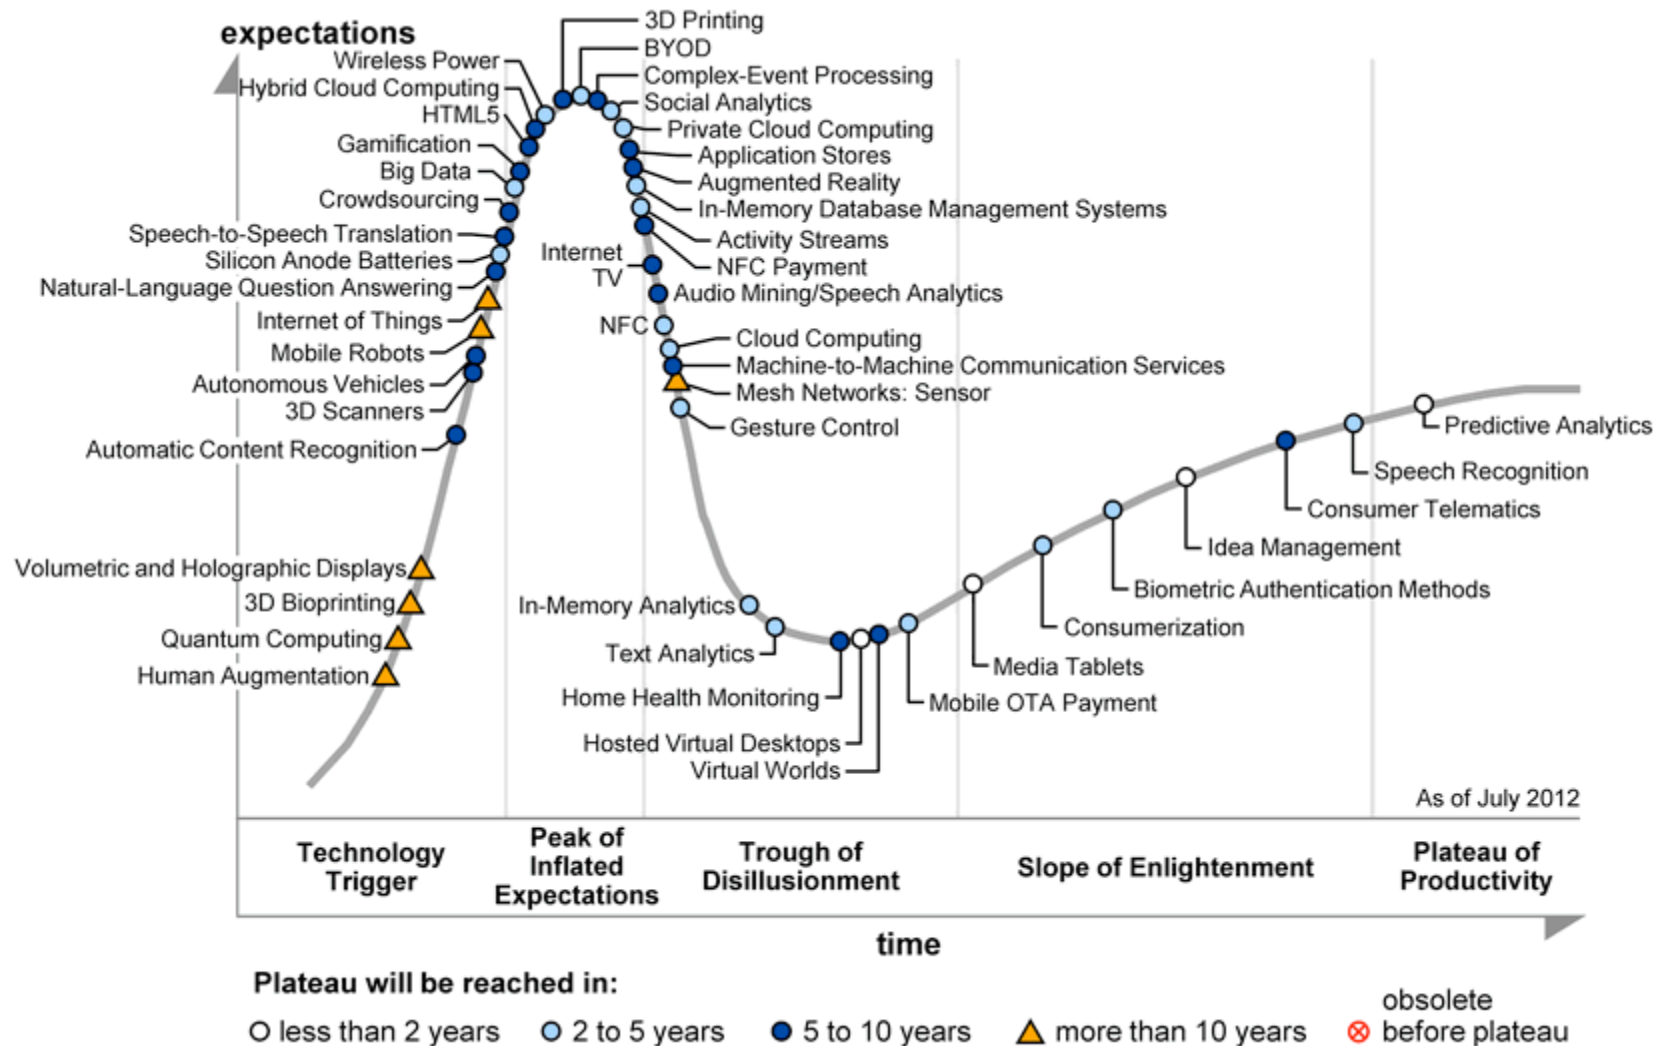 expectations
3D Printing
BYOD
Wireless Power
Complex-Event Processing
Hybrid Cloud Computing
Social Analytics
HTML5
Private Cloud Computing
Gamification
Application Stores
Big Data
Augmented Reality
Crowdsourcing
In-Memory Database Management Systems
Speech-to-Speech Translation
Activity Streams
Silicon Anode Batteries
Internet
TV
NFC Payment
Natural-Language Question Answering
Audio Mining/Speech Analytics
Internet of Things
NFC
Cloud Computing
Mobile Robots
Machine-to-Machine Communication Services
Autonomous Vehicles
Mesh Networks: Sensor
3D Scanners
Gesture Control
Predictive Analytics
Automatic Content Recognition
Speech Recognition
Consumer Telematics
Idea Management
Volumetric and Holographic Displays
Biometric Authentication Methods
3D Bioprinting
In-Memory Analytics
Consumerization
Quantum Computing
Text Analytics
Media Tablets
Human Augmentation
Home Health Monitoring
Mobile OTA Payment
Hosted Virtual Desktops
Virtual Worlds
As of July 2012
Technology
Trigger
Peak of
Inflated
Expectations
Trough of
Disillusionment
Slope of Enlightenment
Plateau of
Productivity
time
Plateau will be reached in:
less than 2 years
2 to 5 years
5 to 10 years
more than 10 years
obsolete
before plateau